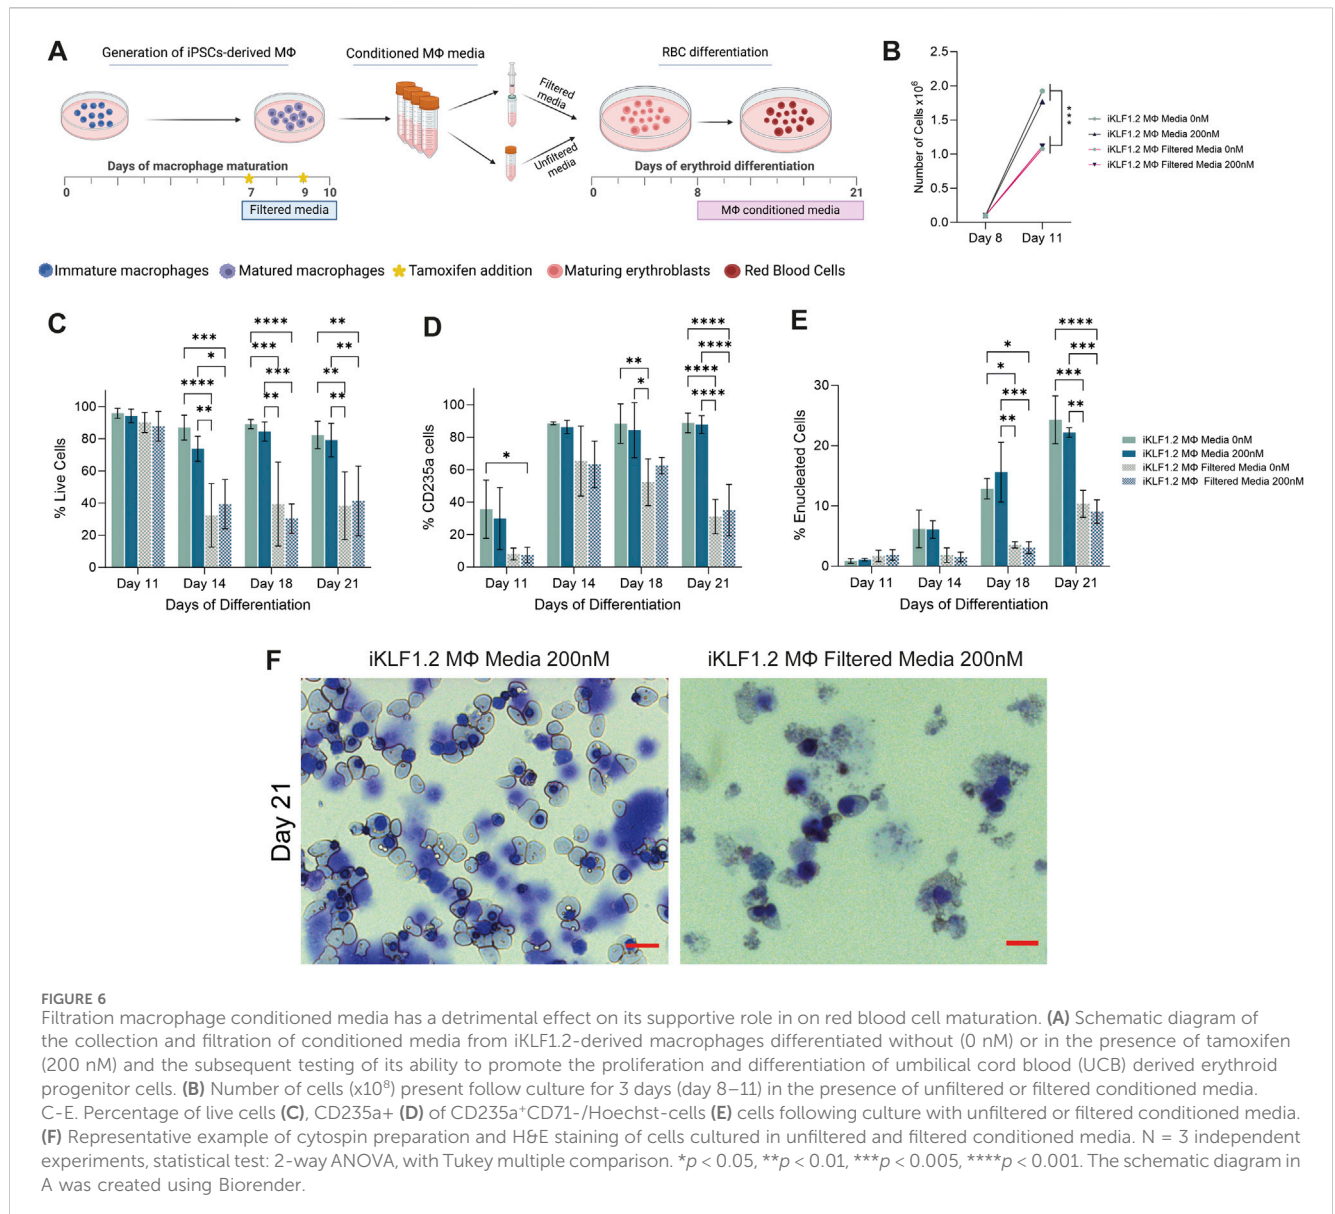 A
Generation of iPSCs-derived MΦ
Conditioned MΦ media
RBC differentiation
Filtered media
Unfiltered media
Days of macrophage maturation
0 7 9 10
Filtered media
Days of erythroid differentiation
0 8 21
MΦ conditioned media
Immature macrophages
Matured macrophages
Tamoxifen addition
Maturing erythroblasts
Red Blood Cells
B
Number of Cells x10⁶
2.5
2.0
1.5
1.0
0.5
0.0
Day 8 Day 11
***
iKLF1.2 MΦ Media 0nM
iKLF1.2 MΦ Media 200nM
iKLF1.2 MΦ Filtered Media 0nM
iKLF1.2 MΦ Filtered Media 200nM
C
% Live Cells
100
80
60
40
20
0
*** * **** **
**** *** *** **
** ** ** **
Day 11 Day 14 Day 18 Day 21
Days of Differentiation
D
% CD235a cells
100
80
60
40
20
0
*
** *
**** **** **** ****
Day 11 Day 14 Day 18 Day 21
Days of Differentiation
E
% Enucleated Cells
30
20
10
0
* * *** **
**** *** *** **
Day 11 Day 14 Day 18 Day 21
Days of Differentiation
iKLF1.2 MΦ Media 0nM
iKLF1.2 MΦ Media 200nM
iKLF1.2 MΦ Filtered Media 0nM
iKLF1.2 MΦ Filtered Media 200nM
F
iKLF1.2 MΦ Media 200nM
iKLF1.2 MΦ Filtered Media 200nM
Day 21
FIGURE 6
Filtration macrophage conditioned media has a detrimental effect on its supportive role in on red blood cell maturation. (A) Schematic diagram of
the collection and filtration of conditioned media from iKLF1.2-derived macrophages differentiated without (0 nM) or in the presence of tamoxifen
(200 nM) and the subsequent testing of its ability to promote the proliferation and differentiation of umbilical cord blood (UCB) derived erythroid
progenitor cells. (B) Number of cells (x10⁸) present follow culture for 3 days (day 8–11) in the presence of unfiltered or filtered conditioned media.
C-E. Percentage of live cells (C), CD235a+ (D) of CD235a⁺CD71-/Hoechst-cells (E) cells following culture with unfiltered or filtered conditioned media.
(F) Representative example of cytospin preparation and H&E staining of cells cultured in unfiltered and filtered conditioned media. N = 3 independent
experiments, statistical test: 2-way ANOVA, with Tukey multiple comparison. *p < 0.05, **p < 0.01, ***p < 0.005, ****p < 0.001. The schematic diagram in
A was created using Biorender.